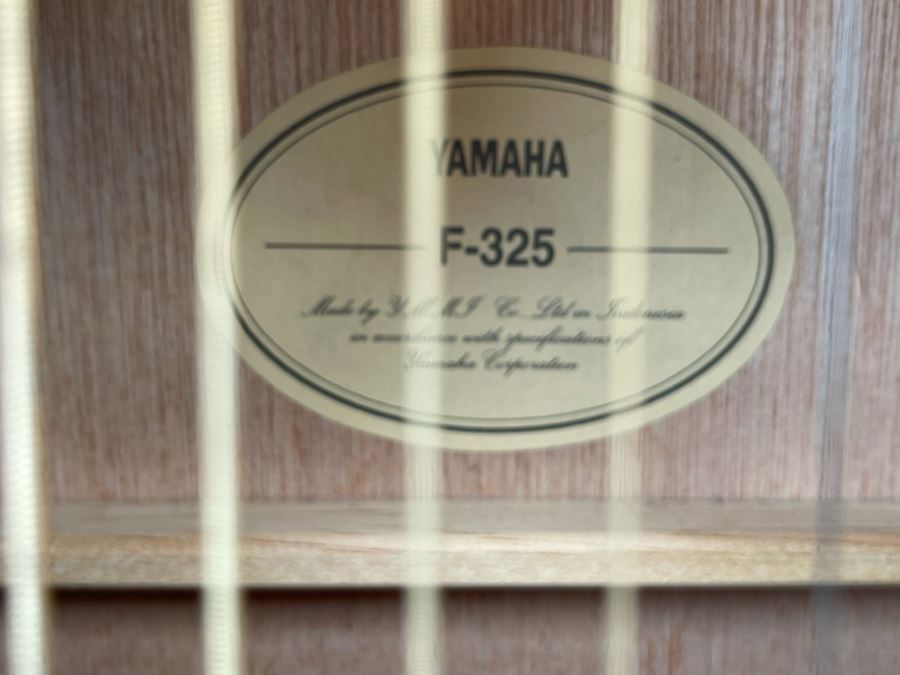 YAMAHA
F-325
Made by Y.M.M.I Co., Ltd in Indonesia
in accordance with specifications of
Yamaha Corporation